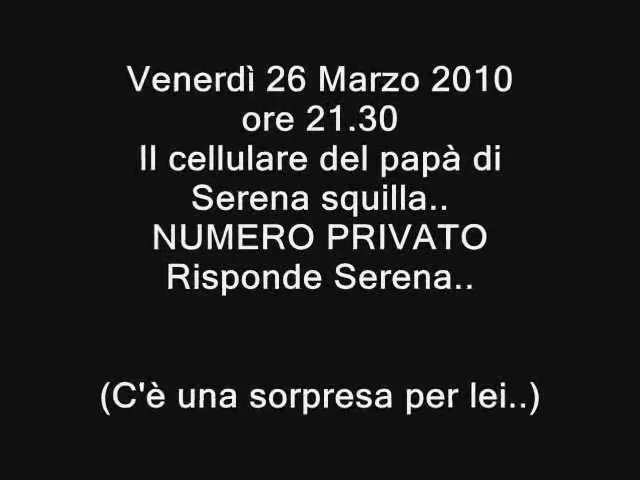 Venerdì 26 Marzo 2010
ore 21.30
Il cellulare del papà di
Serena squilla..
NUMERO PRIVATO
Risponde Serena..
(C'è una sorpresa per lei..)